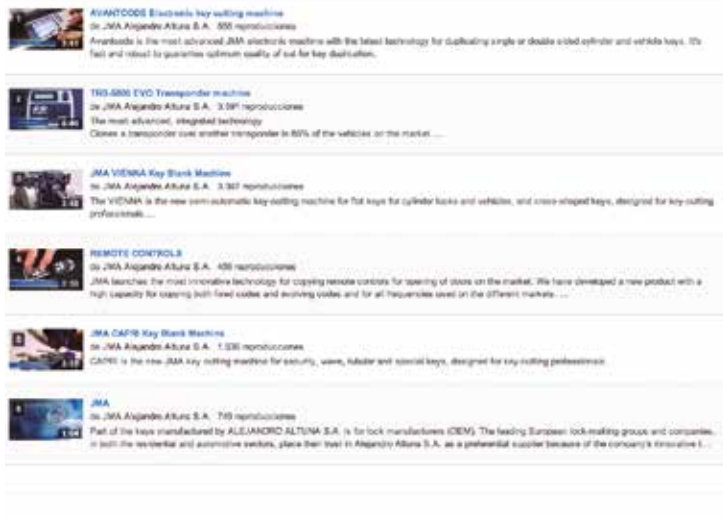 AVANTCODE Electronic key cutting machine
de JMA Alejandro Altuna S.A. 555 reproducciones
Avantcode is the most advanced JMA electronic machine with the latest technology for duplicating single or double sided cylinder and vehicle keys. It's
fast and robust to guarantee optimum quality of cut for key duplication.
TRS-5000 EVO Transponder machine
de JMA Alejandro Altuna S.A. reproducciones
The most advanced, integrated technology
Clones a transponder over another transponder in of the vehicles on the market ...
JMA VIENNA Key Blank Machine
de JMA Alejandro Altuna S.A. reproducciones
The VIENNA is the new semi-automatic key-cutting machine for flat keys for cylinder locks and vehicles, and cross-shaped keys, designed for key-cutting
professionals ...
REMOTE CONTROLS
de JMA Alejandro Altuna S.A. reproducciones
JMA launches the most innovative technology for copying remote controls for opening of doors on the market. We have developed a new product with a
high capacity for copying both fixed codes and evolving codes and for all frequencies used on the different markets ...
JMA CAPRI Key Blank Machine
de JMA Alejandro Altuna S.A. reproducciones
CAPRI is the new JMA key cutting machine for security, wave, tubular and special keys, designed for key cutting professionals
JMA
de JMA Alejandro Altuna S.A. reproducciones
1:04
Part of the keys manufactured by ALEJANDRO ALTUNA S.A. is for lock manufacturers (OEM). The leading European lock-making groups and companies,
in both the residential and automotive sectors, place their trust in Alejandro Altuna S.A. as a preferential supplier because of the company's innovative t...